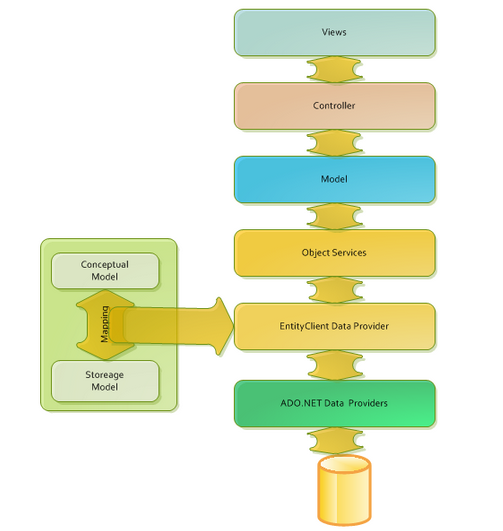 Views
Controller
Model
Object Services
Conceptual
Model
Mapping
EntityClient Data Provider
Storeage
Model
ADO.NET Data Providers